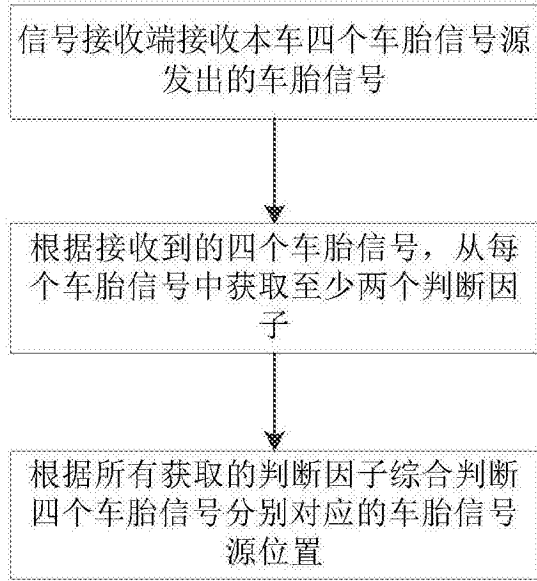 信号接收端接收本车四个车胎信号源
发出的车胎信号
根据接收到的四个车胎信号，从每
个车胎信号中获取至少两个判断因
子
根据所有获取的判断因子综合判断
四个车胎信号分别对应的车胎信号
源位置